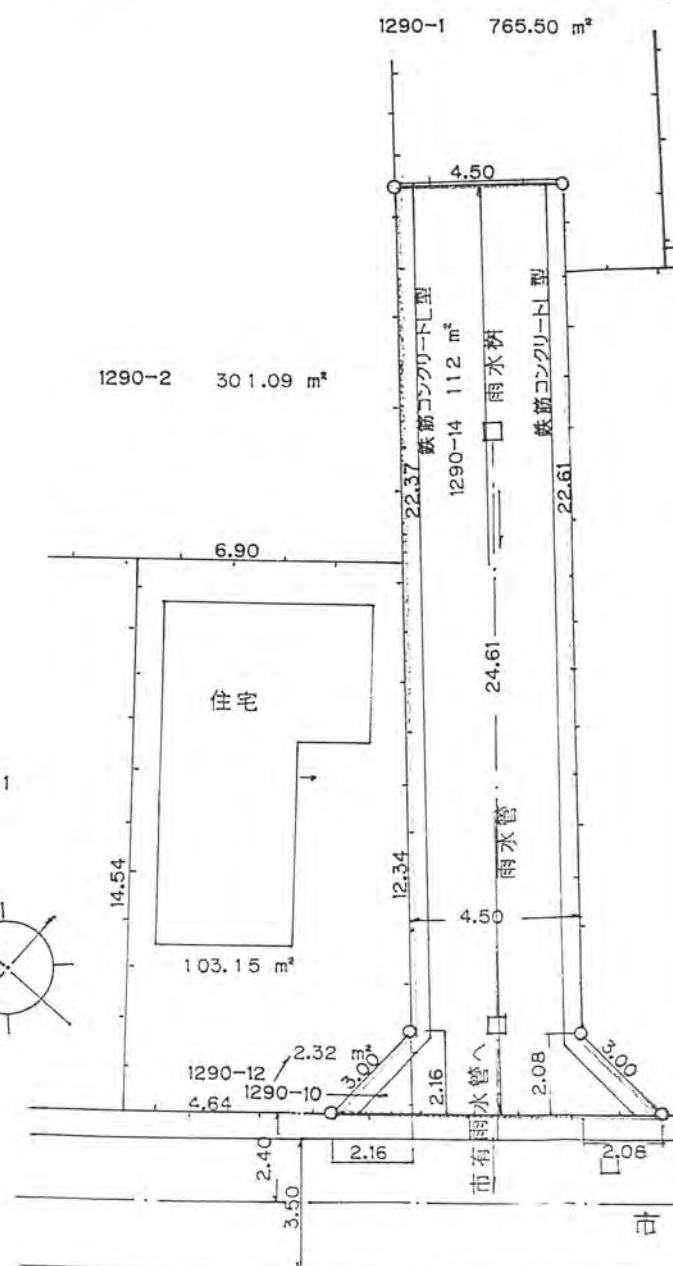 1290-1 765.50 m²
4.50
鉄筋コンクリートL型
1290-14 112 m²
雨水桝
鉄筋コンクリートL型
1290-2 301.09 m²
22.37
22.61
6.90
24.61
住宅
雨水管
1
14.54
12.34
4.50
103.15 m²
2.32 m²
1290-12
3.00
1290-10
4.64
2.16
2.08
3.00
市有雨水管へ
2.16
2.08
2.40
3.50
市